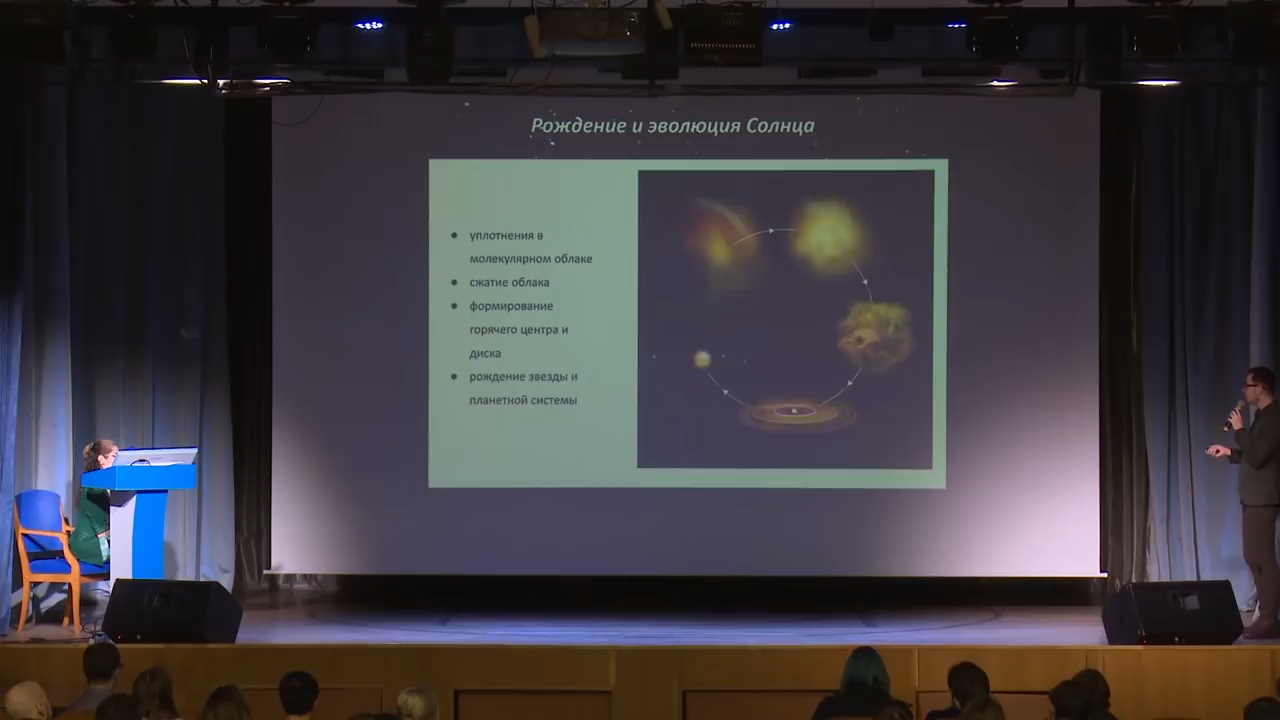 Рождение и эволюция Солнца
● уплотнения в
молекулярном облаке
● сжатие облака
● формирование
горячего центра и
диска
● рождение звезды и
планетной системы